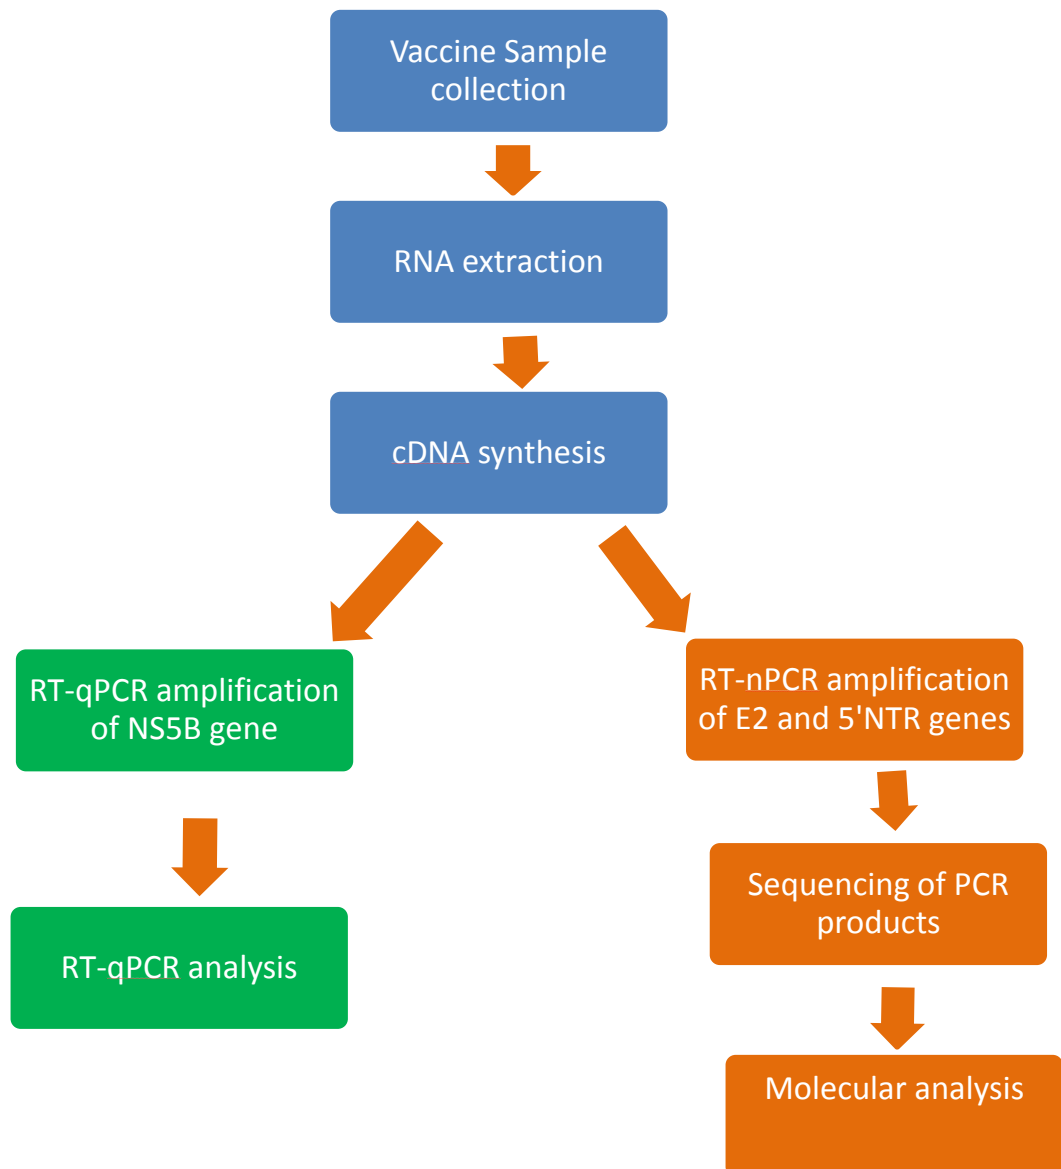 Vaccine Sample
collection
RNA extraction
cDNA synthesis
RT-qPCR amplification
of NS5B gene
RT-nPCR amplification
of E2 and 5'NTR genes
RT-qPCR analysis
Sequencing of PCR
products
Molecular analysis